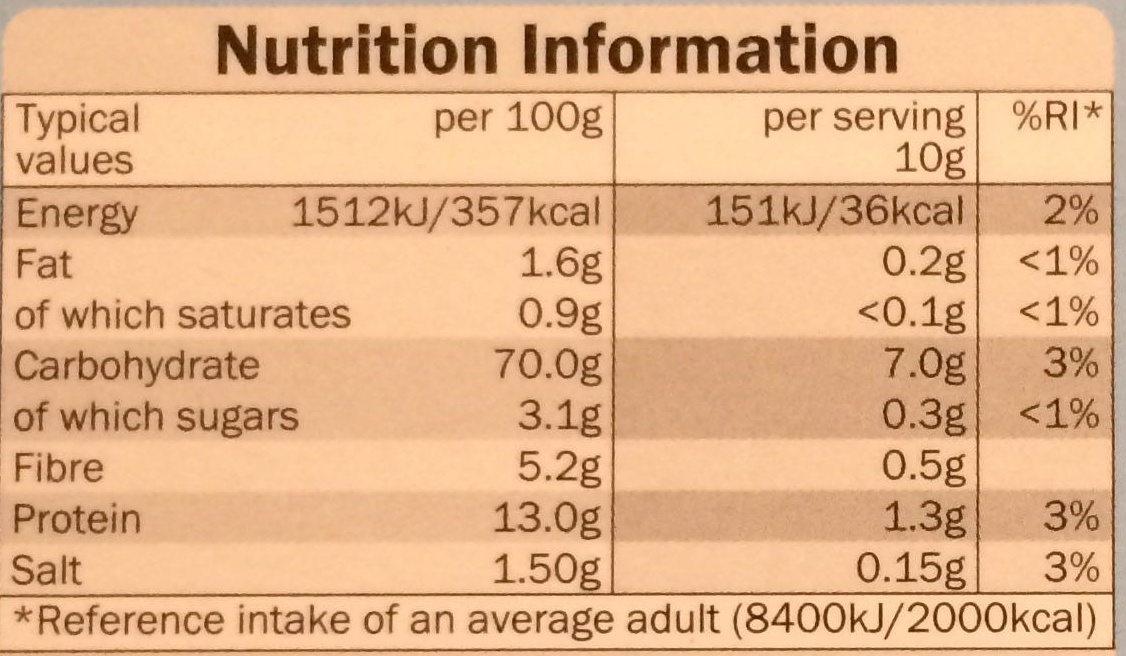 Nutrition Information
Typical values per 100g per serving 10g %RI*
Energy 1512kJ/357kcal 151kJ/36kcal 2%
Fat 1.6g 0.2g <1%
of which saturates 0.9g <0.1g <1%
Carbohydrate 70.0g 7.0g 3%
of which sugars 3.1g 0.3g <1%
Fibre 5.2g 0.5g
Protein 13.0g 1.3g 3%
Salt 1.50g 0.15g 3%
*Reference intake of an average adult (8400kJ/2000kcal)